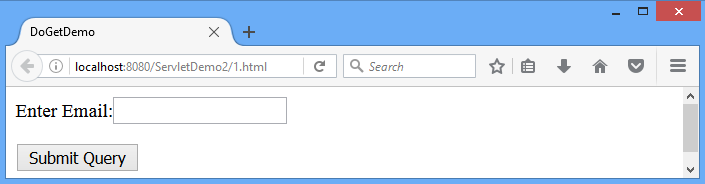 DoGetDemo
localhost:8080/ServletDemo2/1.html
Search
Enter Email:
Submit Query